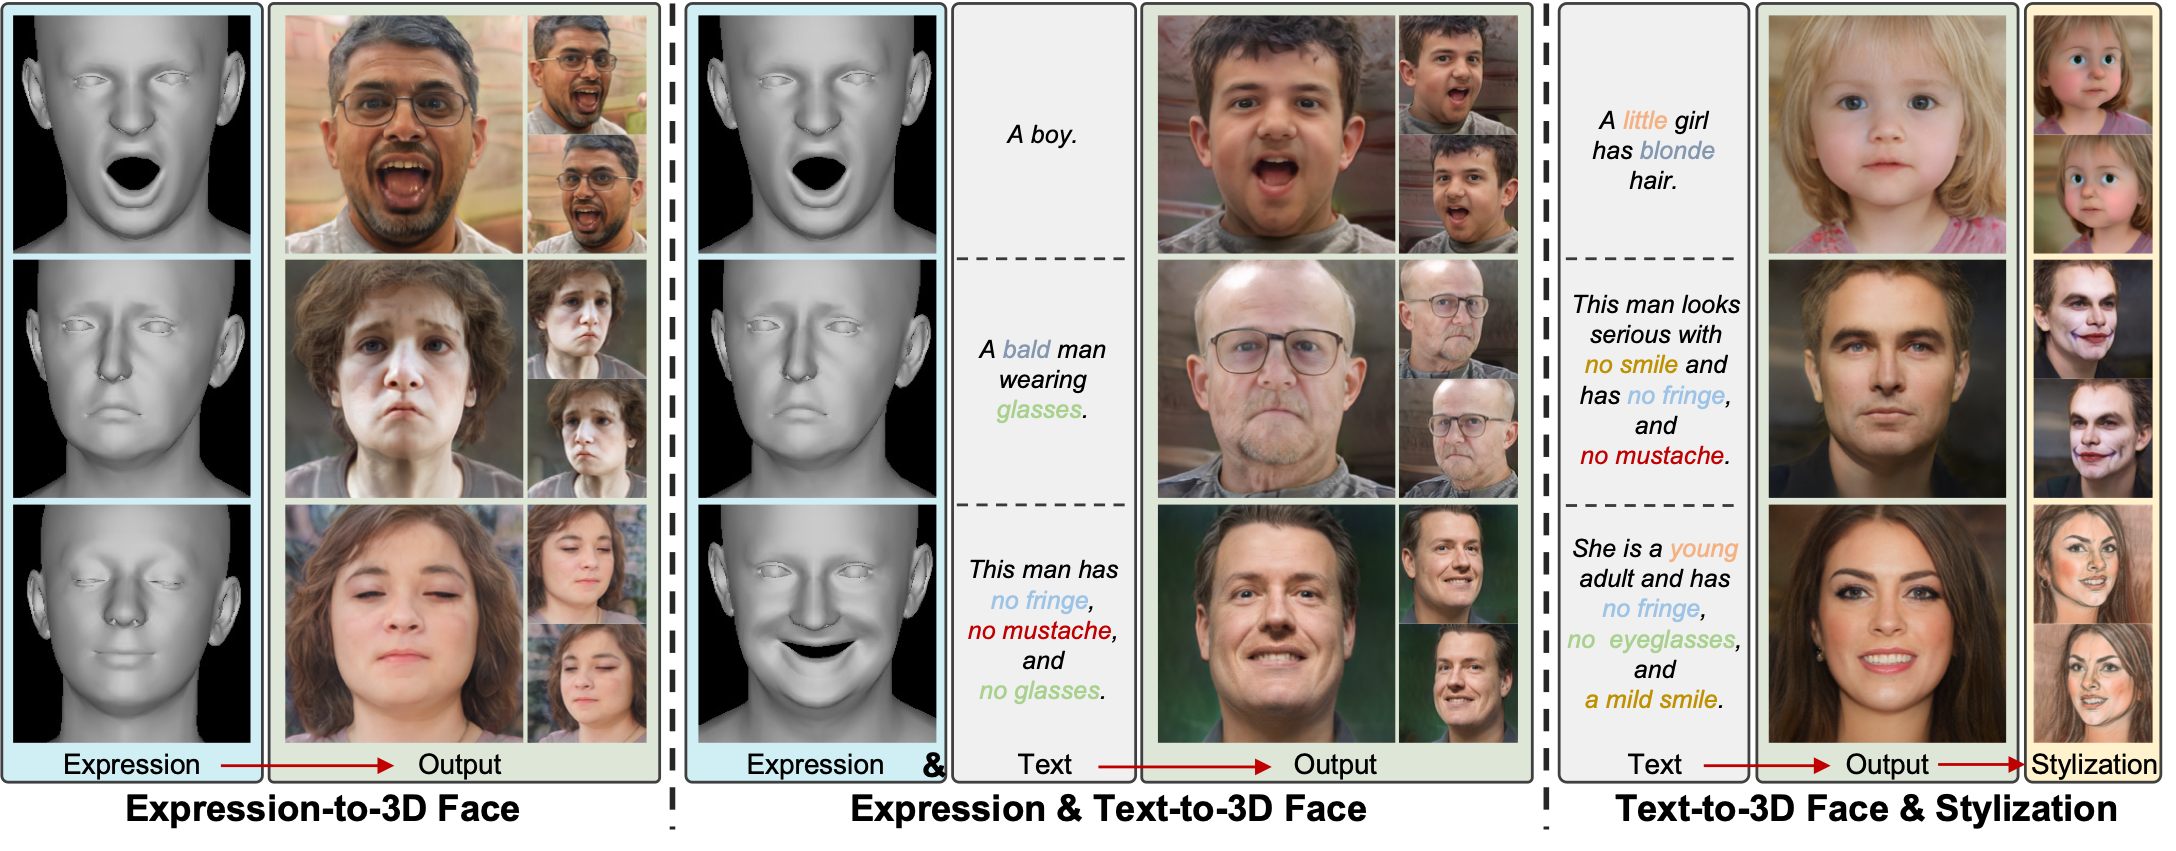 A boy.
A bald man
wearing
glasses.
This man has
no fringe,
no mustache,
and
no glasses.
A little girl
has blonde
hair.
This man looks
serious with
no smile and
has no fringe,
and
no mustache.
She is a young
adult and has
no fringe,
no eyeglasses,
and
a mild smile.
Expression
Output
Expression
&
Text
Output
Text
Output
Stylization
Expression-to-3D Face
Expression & Text-to-3D Face
Text-to-3D Face & Stylization